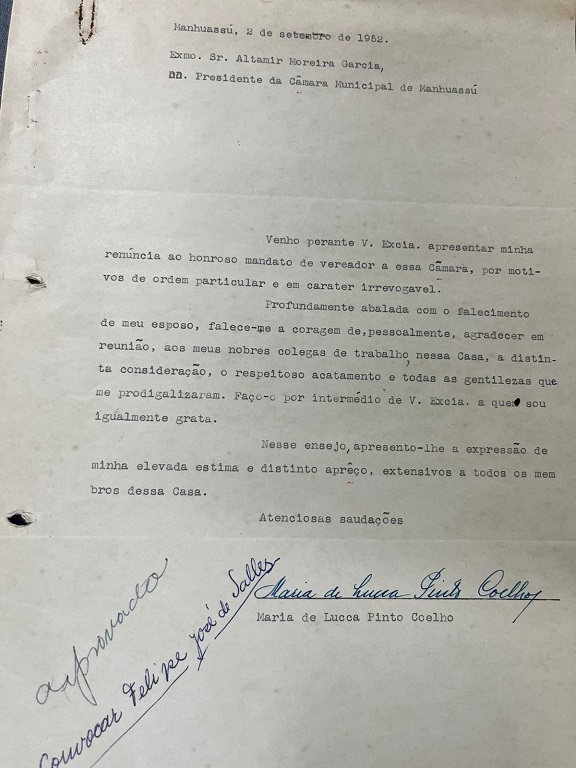 Manhuassú, 2 de setembro de 1952.
Exmo. Sr. Altamir Moreira Garcia,
DD. Presidente da Câmara Municipal de Manhuassú
Venho perante V. Excia. apresentar minha
renúncia ao honroso mandato de vereador a essa Câmara, por moti-
vos de ordem particular e em carater irrevogavel.
Profundamente abalada com o falecimento
de meu esposo, falece-me a coragem de,pessoalmente, agradecer em
reunião, aos meus nobres colegas de trabalho, nessa Casa, a distin-
ta consideração, o respeitoso acatamento e todas as gentilezas que
me prodigalizaram. Faço-o por intermédio de V. Excia. a quem sou
igualmente grata.
Nesse ensejo,apresento-lhe a expressão de
minha elevada estima e distinto aprêço, extensivos a todos os mem
bros dessa Casa.
Atenciosas saudações
Maria de Lucca Pinto Coelho
Maria de Lucca Pinto Coelho
aprovado
Convocar Felipe José de Salles